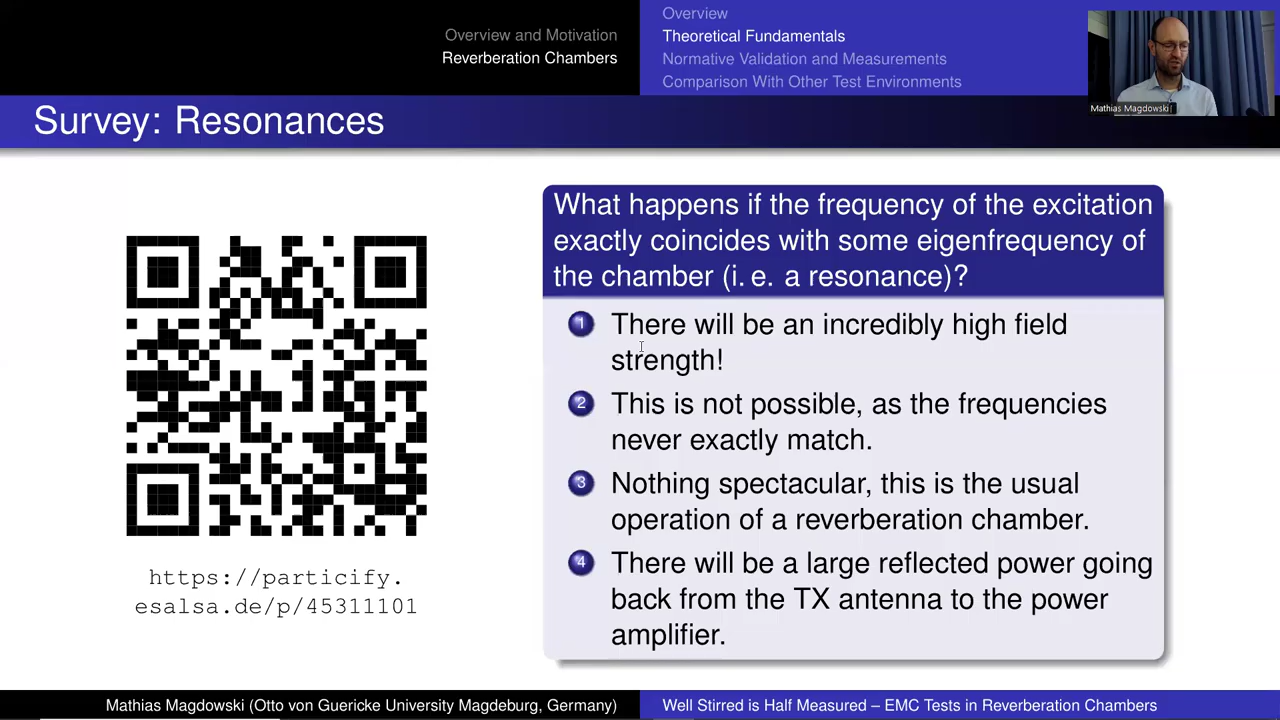 Overview and Motivation
Reverberation Chambers
Overview
Theoretical Fundamentals
Normative Validation and Measurements
Comparison With Other Test Environments
Mathias Magdowski
Survey: Resonances
What happens if the frequency of the excitation
exactly coincides with some eigenfrequency of
the chamber (i. e. a resonance)?
1 There will be an incredibly high field
strength!
2 This is not possible, as the frequencies
never exactly match.
3 Nothing spectacular, this is the usual
operation of a reverberation chamber.
4 There will be a large reflected power going
back from the TX antenna to the power
amplifier.
https://particify.
esalsa.de/p/45311101
Mathias Magdowski (Otto von Guericke University Magdeburg, Germany)
Well Stirred is Half Measured – EMC Tests in Reverberation Chambers